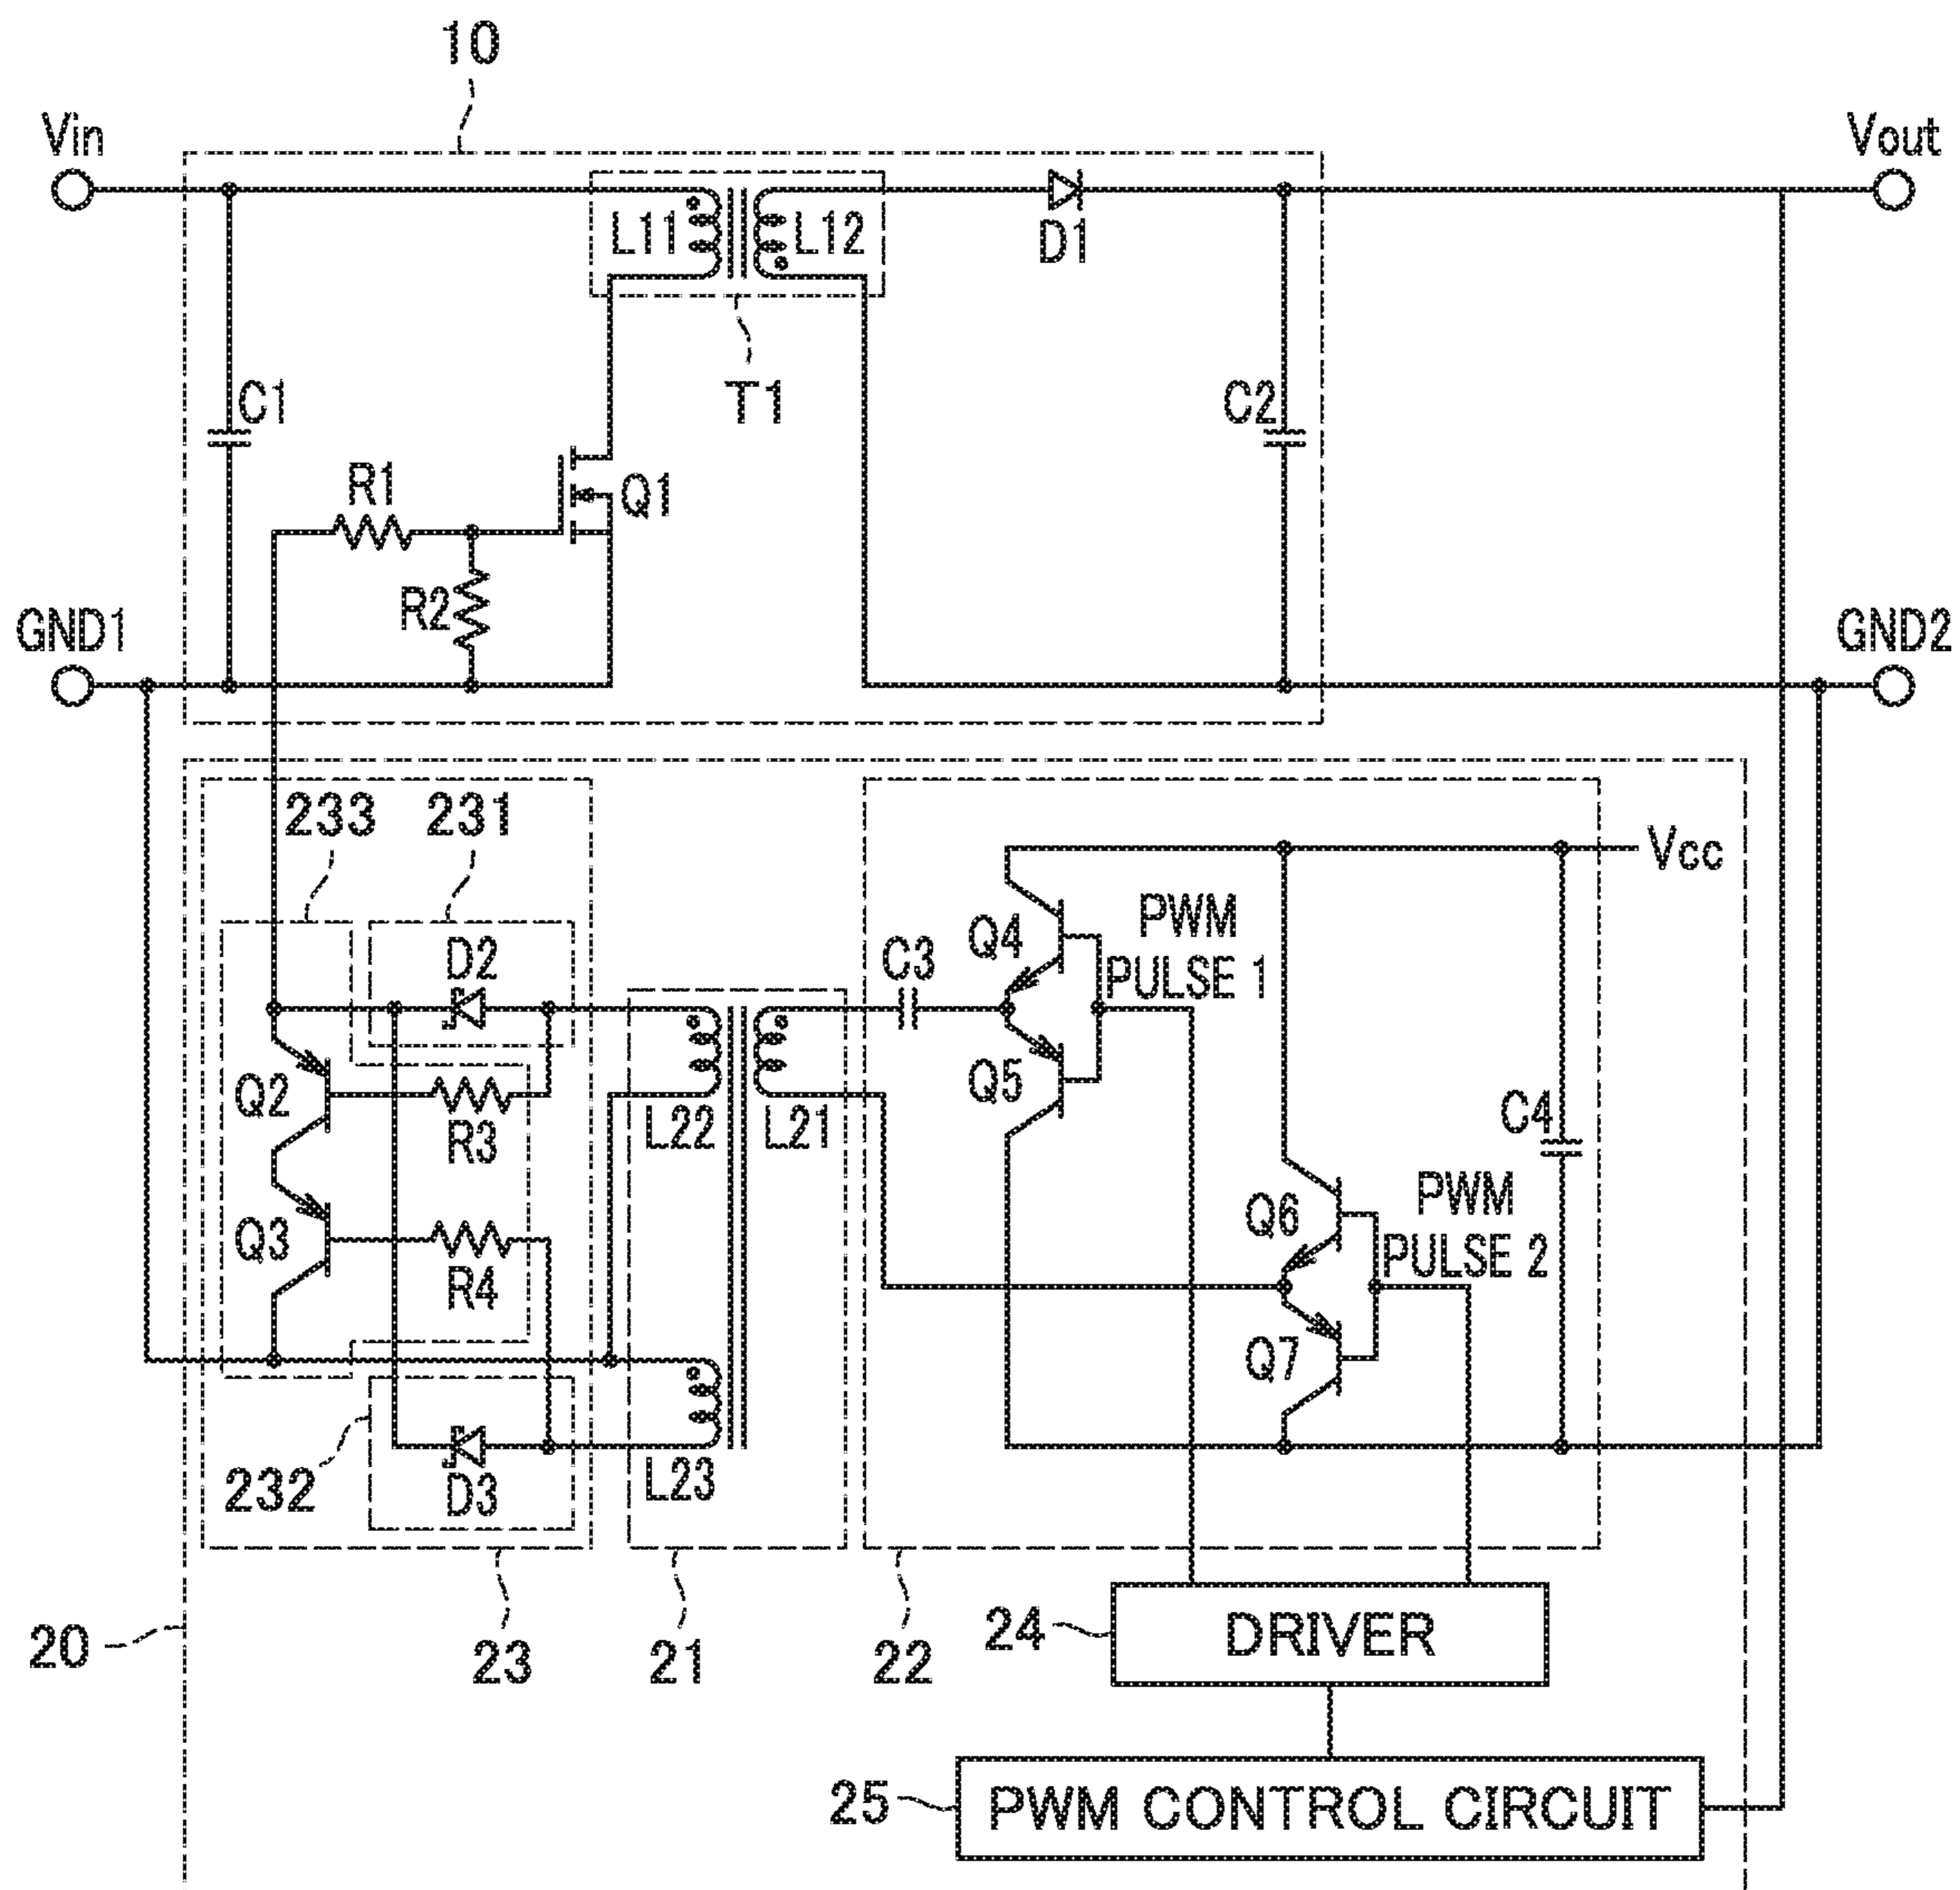 10
Vin
Vout
L11
L12
D1
T1
C1
C2
R1
Q1
R2
GND1
GND2
233
231
Vcc
D2
C3
Q4
PWM
PULSE 1
Q2
R3
L22
L21
Q5
C4
Q3
R4
Q6
PWM
PULSE 2
Q7
232
D3
L23
20
23
21
22
24
DRIVER
25
PWM CONTROL CIRCUIT